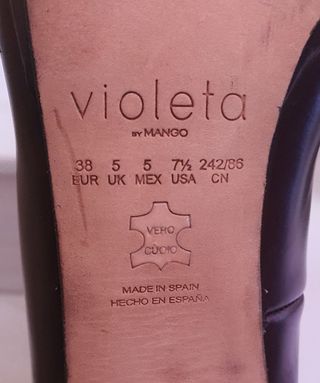 violeta
BY MANGO
38 5 5 7½ 242/86
EUR UK MEX USA CN
VERO
CUOIO
MADE IN SPAIN
HECHO EN ESPAÑA